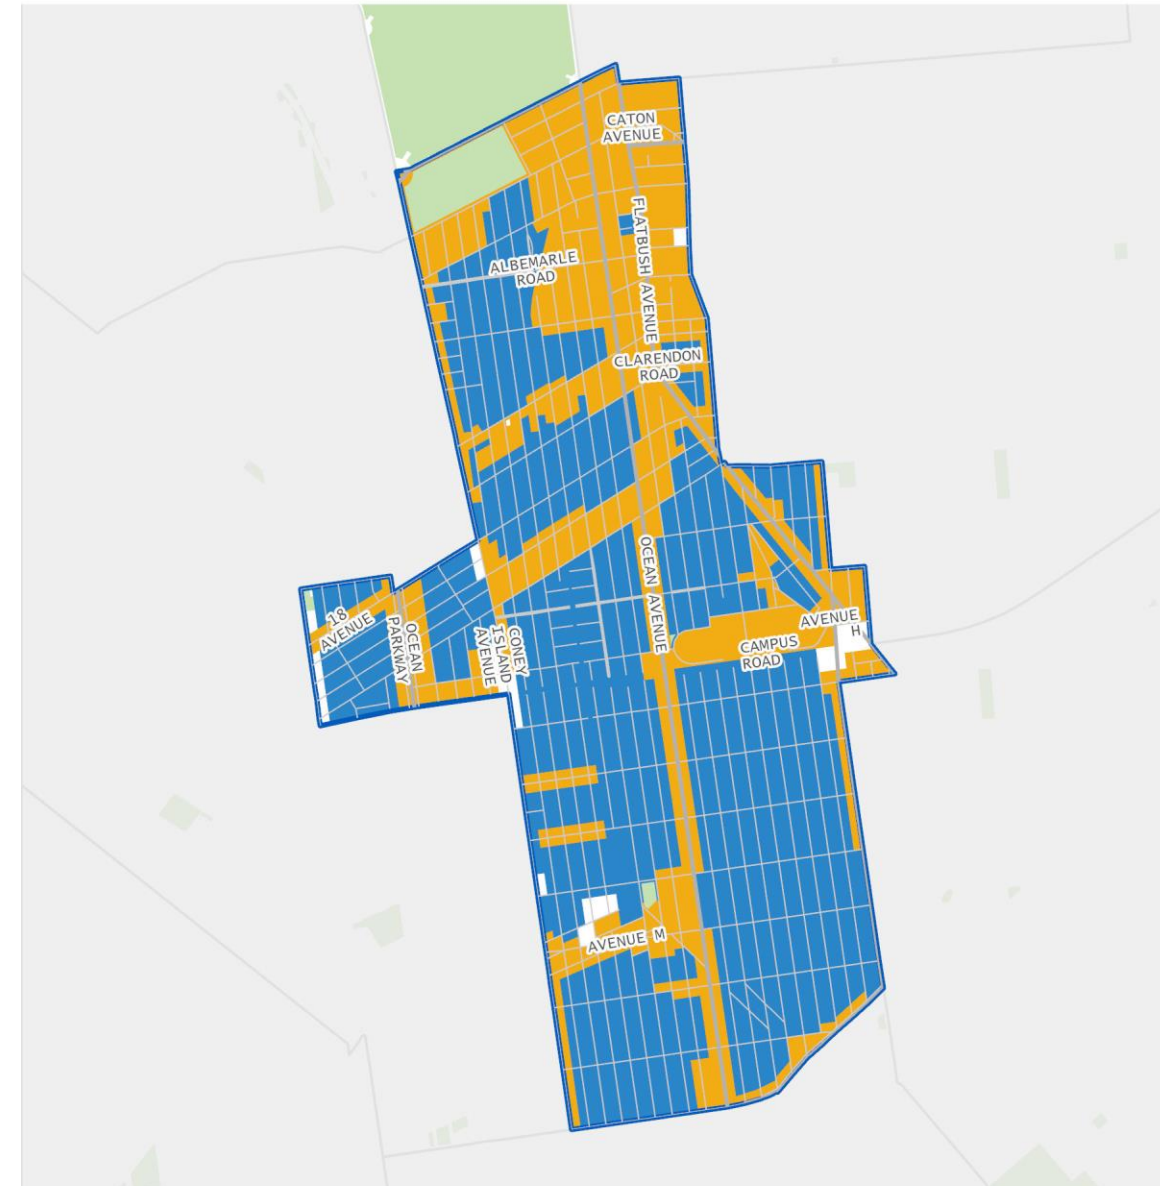 CATON
AVENUE
FLATBUSH AVENUE
ALBEMARLE
ROAD
CLARENDON
ROAD
OCEAN AVENUE
18
AVENUE
OCEAN
PARKWAY
CONEY
ISLAND
AVENUE
AVENUE
H
CAMPUS
ROAD
AVENUE M